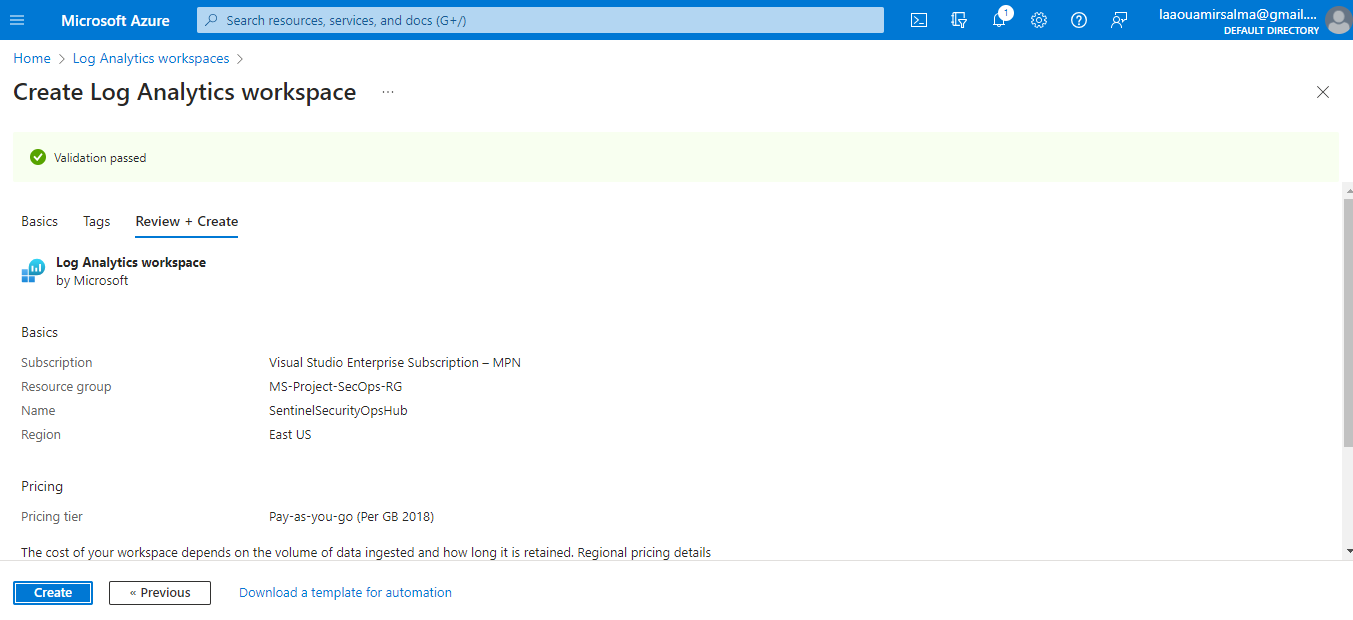 Microsoft Azure
Search resources, services, and docs (G+/)
1
laaouamirsalma@gmail....
DEFAULT DIRECTORY
Home > Log Analytics workspaces >
Create Log Analytics workspace ...
Validation passed
Basics Tags Review + Create
Log Analytics workspace
by Microsoft
Basics
Subscription Visual Studio Enterprise Subscription – MPN
Resource group MS-Project-SecOps-RG
Name SentinelSecurityOpsHub
Region East US
Pricing
Pricing tier Pay-as-you-go (Per GB 2018)
The cost of your workspace depends on the volume of data ingested and how long it is retained. Regional pricing details
Create « Previous Download a template for automation